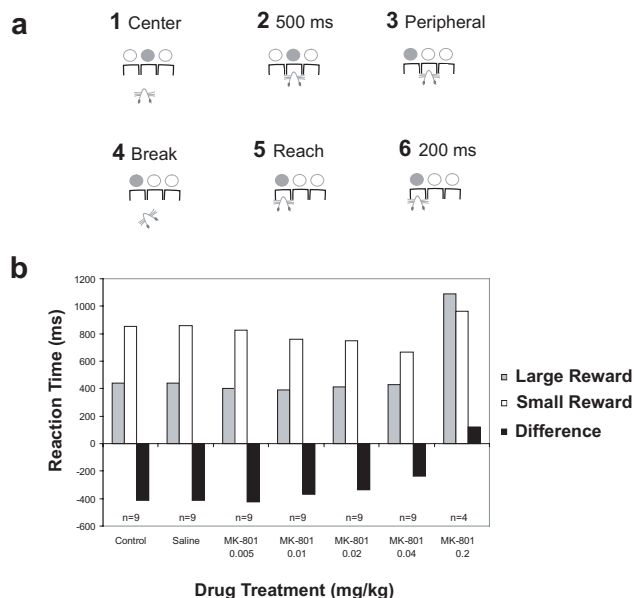 a
1 Center
2 500 ms
3 Peripheral
4 Break
5 Reach
6 200 ms
b
Reaction Time (ms)
1200
1000
800
600
400
200
0
-200
-400
-600
n=9 n=9 n=9 n=9 n=9 n=9 n=4
Control Saline MK-801 MK-801 MK-801 MK-801 MK-801
0.005 0.01 0.02 0.04 0.2
Large Reward
Small Reward
Difference
Drug Treatment (mg/kg)